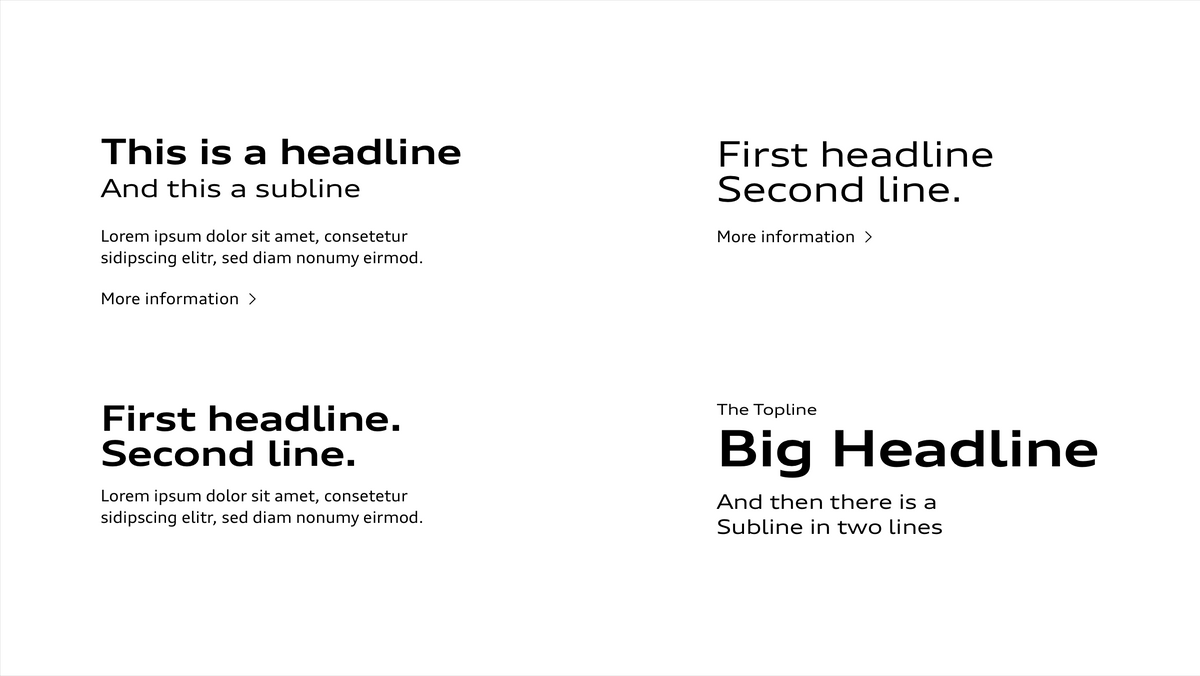 This is a headline
And this a subline
Lorem ipsum dolor sit amet, consetetur
sidipscing elitr, sed diam nonumy eirmod.
More information
First headline
Second line.
More information
First headline.
Second line.
Lorem ipsum dolor sit amet, consetetur
sidipscing elitr, sed diam nonumy eirmod.
The Topline
Big Headline
And then there is a
Subline in two lines